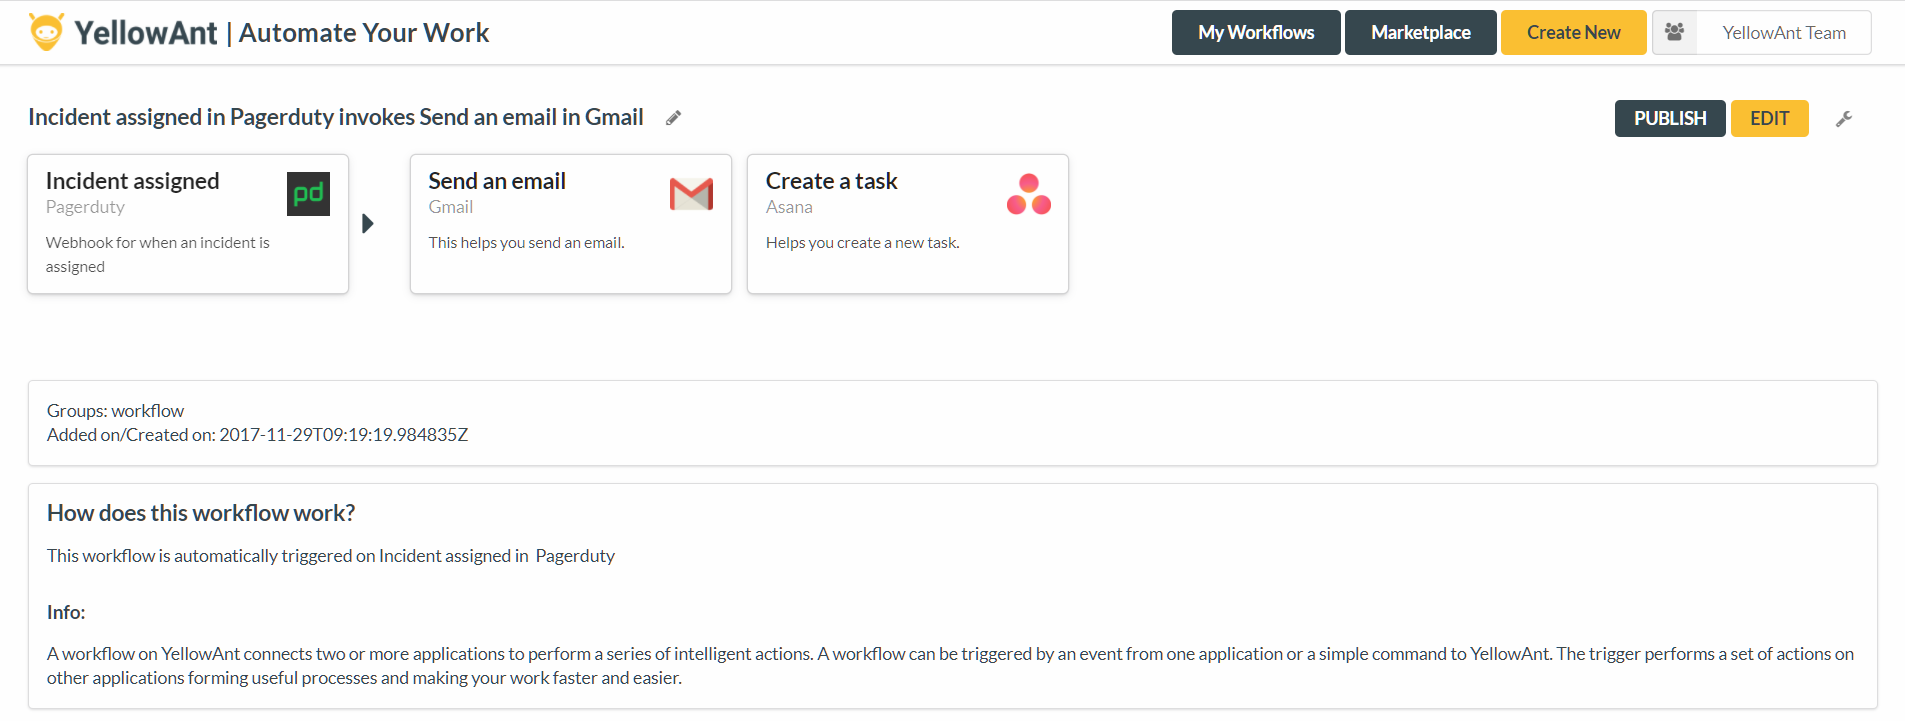 YellowAnt | Automate Your Work
My Workflows
Marketplace
Create New
YellowAnt Team
Incident assigned in Pagerduty invokes Send an email in Gmail
PUBLISH
EDIT
Incident assigned
Pagerduty
pd
Webhook for when an incident is
assigned
Send an email
Gmail
This helps you send an email.
Create a task
Asana
Helps you create a new task.
Groups: workflow
Added on/Created on: 2017-11-29T09:19:19.984835Z
How does this workflow work?
This workflow is automatically triggered on Incident assigned in Pagerduty
Info:
A workflow on YellowAnt connects two or more applications to perform a series of intelligent actions. A workflow can be triggered by an event from one application or a simple command to YellowAnt. The trigger performs a set of actions on
other applications forming useful processes and making your work faster and easier.